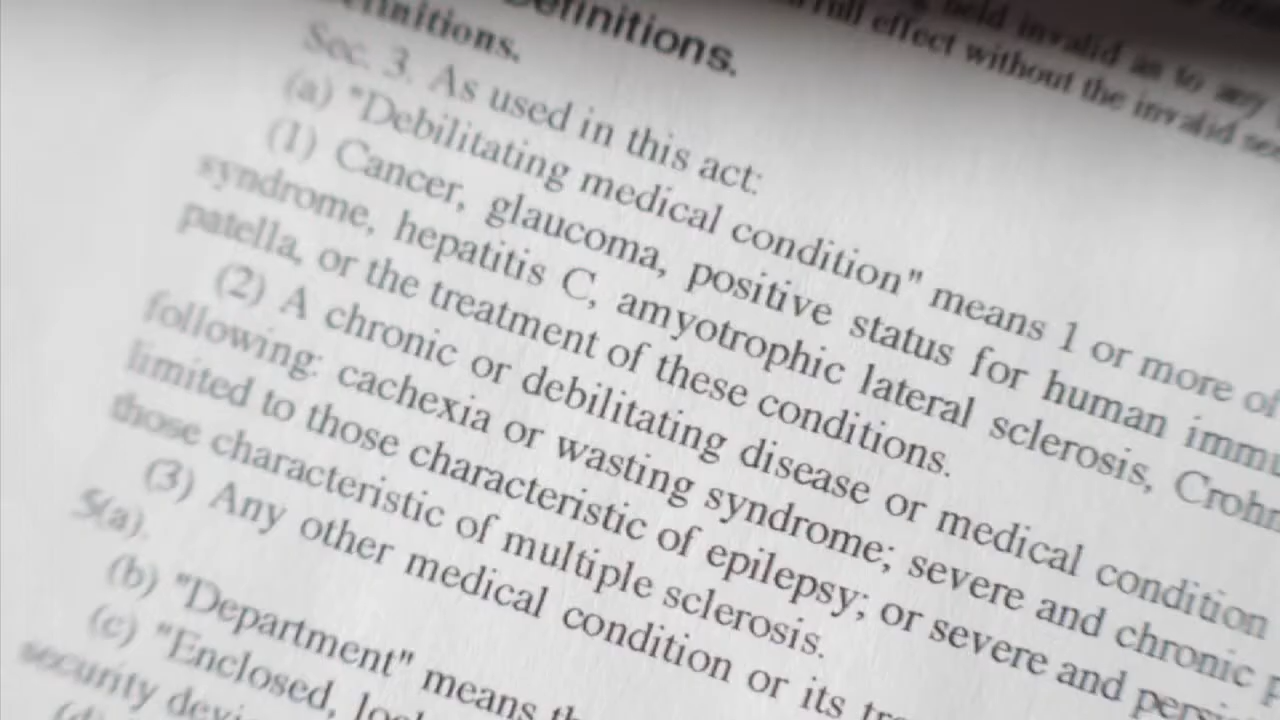 Definitions.
full effect without the invalid
held invalid as to any
Definitions.
Sec. 3. As used in this act:
(a) "Debilitating medical condition" means 1 or more of
(1) Cancer, glaucoma, positive status for human
syndrome, hepatitis C, amyotrophic lateral sclerosis,
patella, or the treatment of these conditions.
(2) A chronic or debilitating disease or medical condition
following: cachexia or wasting syndrome; severe and chronic
limited to those characteristic of epilepsy; or severe and
those characteristic of multiple sclerosis.
(3) Any other medical condition or its
5(a).
(b) "Department" means
(c) "Enclosed,
security